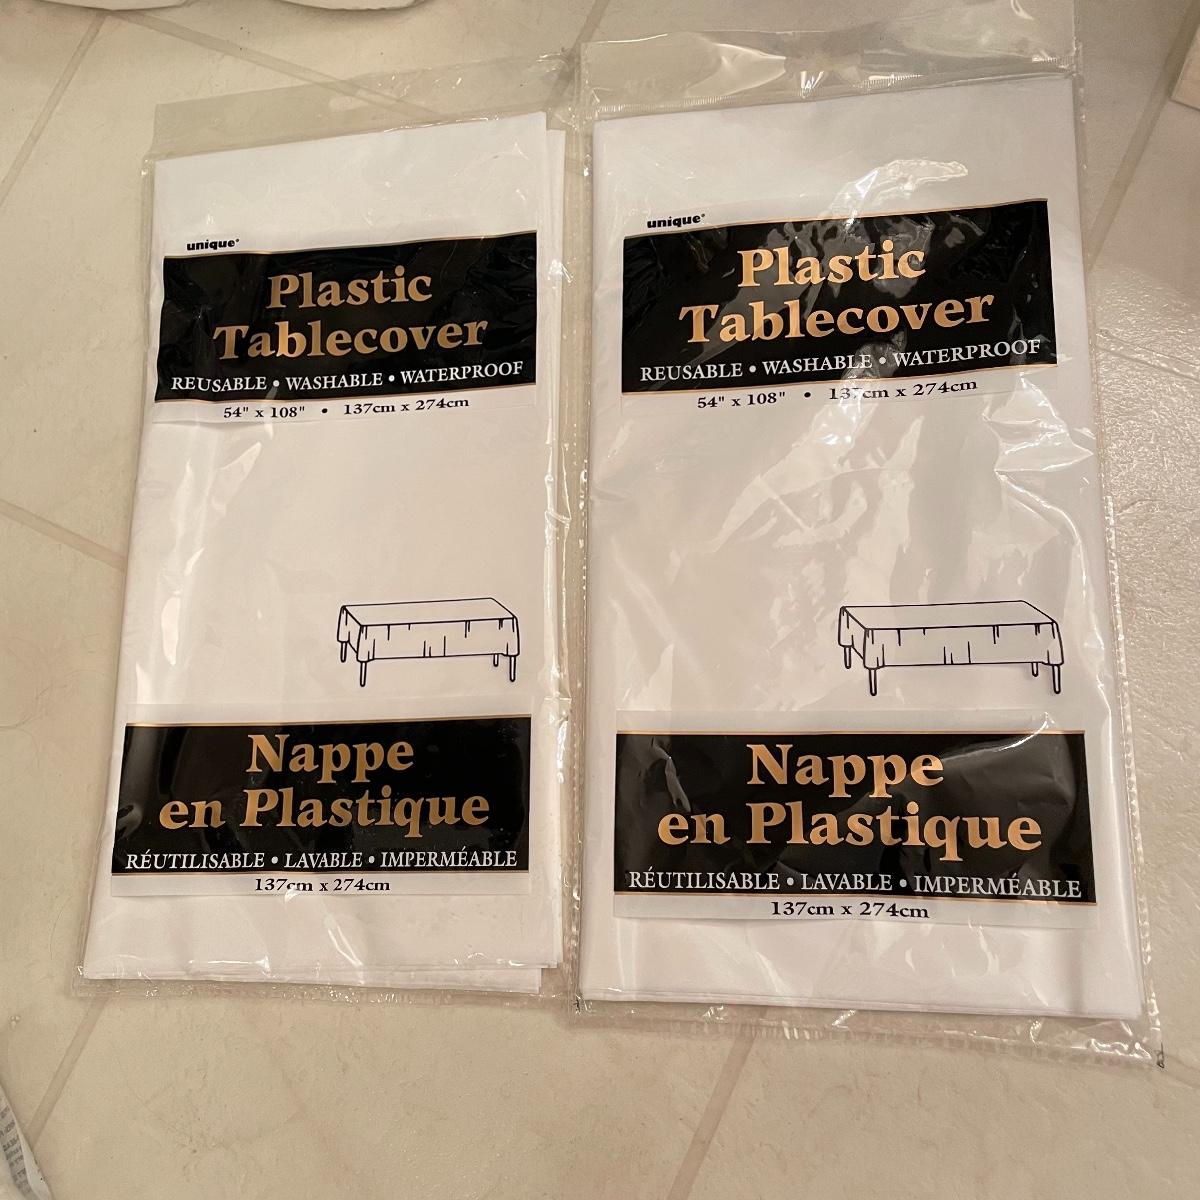 unique®
Plastic
Tablecover
REUSABLE • WASHABLE • WATERPROOF
54" x 108" • 137cm x 274cm
Nappe
en Plastique
RÉUTILISABLE • LAVABLE • IMPERMÉABLE
137cm x 274cm
unique®
Plastic
Tablecover
REUSABLE • WASHABLE • WATERPROOF
54" x 108" • 137cm x 274cm
Nappe
en Plastique
RÉUTILISABLE • LAVABLE • IMPERMÉABLE
137cm x 274cm